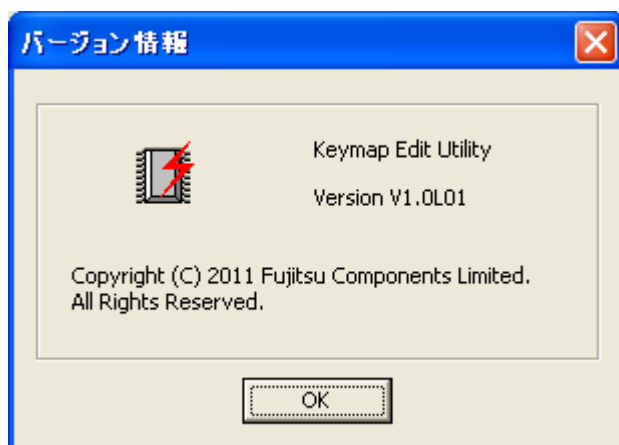 バージョン情報
Keymap Edit Utility
Version V1.0L01
Copyright (C) 2011 Fujitsu Components Limited.
All Rights Reserved.
OK